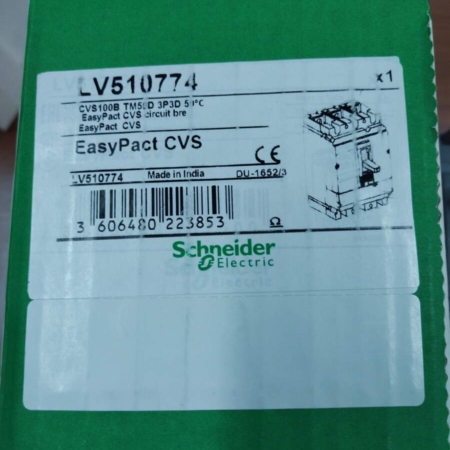 LV510774 x1
CVS100B TM50D 3P3D 50°C
EasyPact CVS circuit bre
EasyPact CVS
EasyPact CVS
LV510774 Made in India DU-1652/3
3 606480 223853
Schneider
Electric